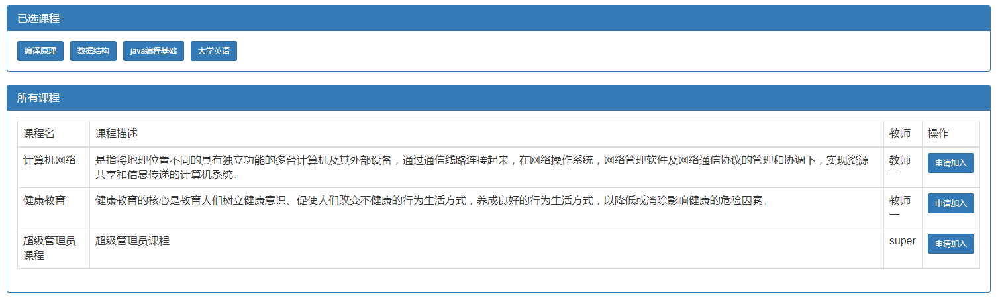 已选课程
编译原理 数据结构 java编程基础 大学英语
所有课程
课程名 课程描述 教师 操作
计算机网络 是指将地理位置不同的具有独立功能的多台计算机及其外部设备，通过通信线路连接起来，在网络操作系统，网络管理软件及网络通信协议的管理和协调下，实现资源 教师 申请加入
共享和信息传递的计算机系统。 一
健康教育 健康教育的核心是教育人们树立健康意识、促使人们改变不健康的行为生活方式，养成良好的行为生活方式，以降低或消除影响健康的危险因素。 教师 申请加入
一
超级管理员 超级管理员课程 super 申请加入
课程